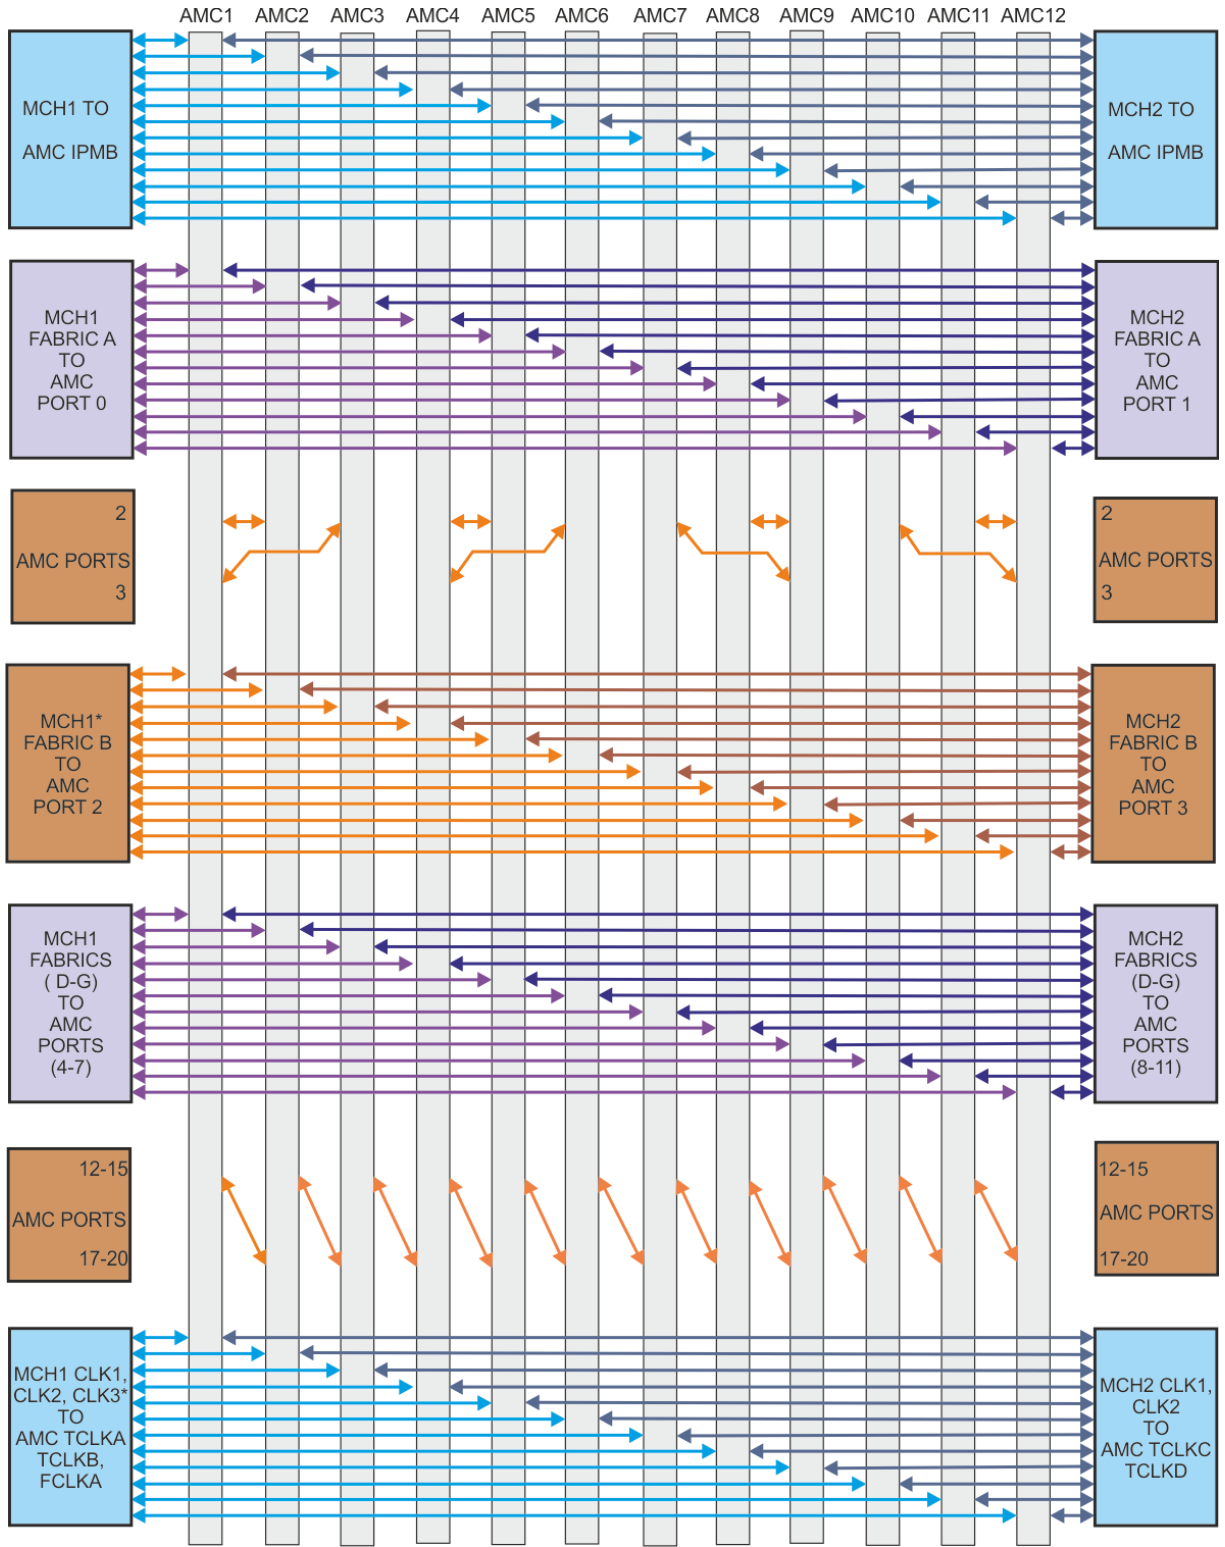 AMC1 AMC2 AMC3 AMC4 AMC5 AMC6 AMC7 AMC8 AMC9 AMC10 AMC11 AMC12
MCH1 TO
AMC IPMB
MCH2 TO
AMC IPMB
MCH1
FABRIC A
TO
AMC
PORT 0
MCH2
FABRIC A
TO
AMC
PORT 1
2
AMC PORTS
3
2
AMC PORTS
3
MCH1*
FABRIC B
TO
AMC
PORT 2
MCH2
FABRIC B
TO
AMC
PORT 3
MCH1
FABRICS
( D-G)
TO
AMC
PORTS
(4-7)
MCH2
FABRICS
(D-G)
TO
AMC
PORTS
(8-11)
12-15
AMC PORTS
17-20
12-15
AMC PORTS
17-20
MCH1 CLK1,
CLK2, CLK3*
TO
AMC TCLKA
TCLKB,
FCLKA
MCH2 CLK1,
CLK2
TO
AMC TCLKC
TCLKD